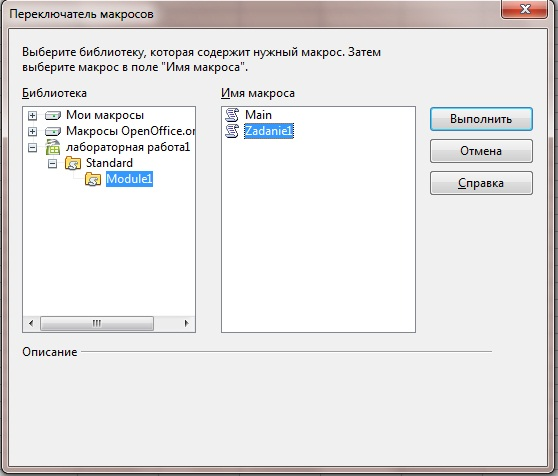 Переключатель макросов
Выберите библиотеку, которая содержит нужный макрос. Затем
выберите макрос в поле "Имя макроса".
Библиотека
Имя макроса
Мои макросы
Макросы OpenOffice.or
лабораторная работа1
Standard
Module1
Main
Zadanie1
Выполнить
Отмена
Справка
Описание